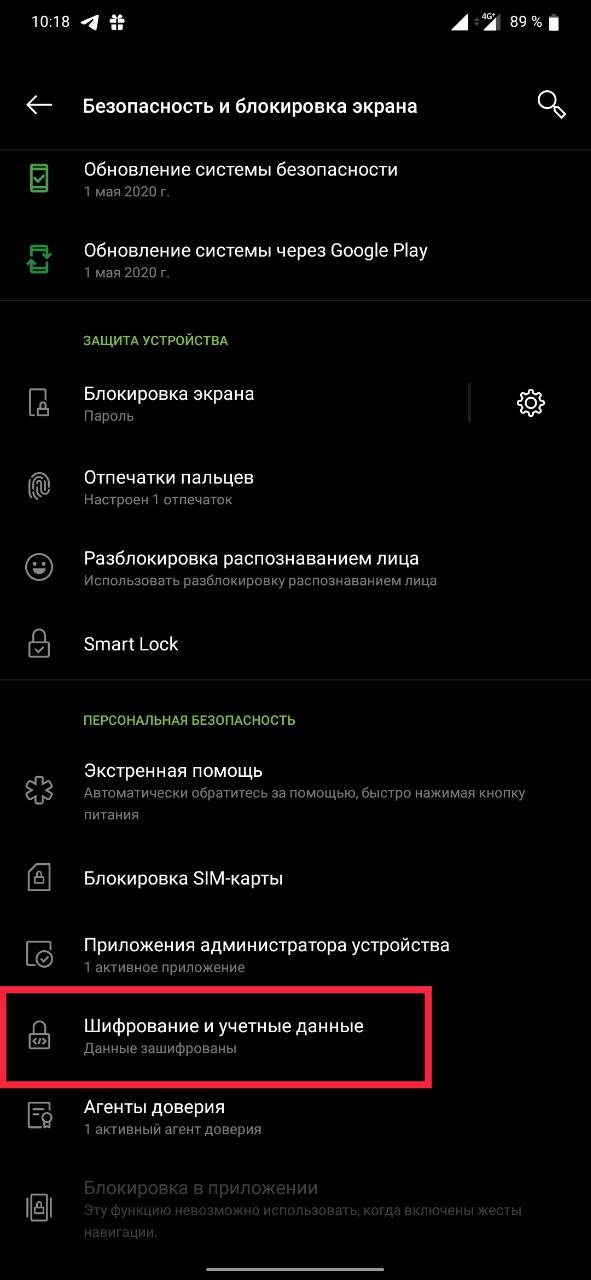 10:18 4G+ 89 %
Безопасность и блокировка экрана
Обновление системы безопасности
1 мая 2020 г.
Обновление системы через Google Play
1 мая 2020 г.
ЗАЩИТА УСТРОЙСТВА
Блокировка экрана
Пароль
Отпечатки пальцев
Настроен 1 отпечаток
Разблокировка распознаванием лица
Использовать разблокировку распознаванием лица
Smart Lock
ПЕРСОНАЛЬНАЯ БЕЗОПАСНОСТЬ
Экстренная помощь
Автоматически обратитесь за помощью, быстро нажимая кнопку
питания
Блокировка SIM-карты
Приложения администратора устройства
1 активное приложение
Шифрование и учетные данные
Данные зашифрованы
Агенты доверия
1 активный агент доверия
Блокировка в приложении
Эту функцию невозможно использовать, когда включены жесты
навигации.